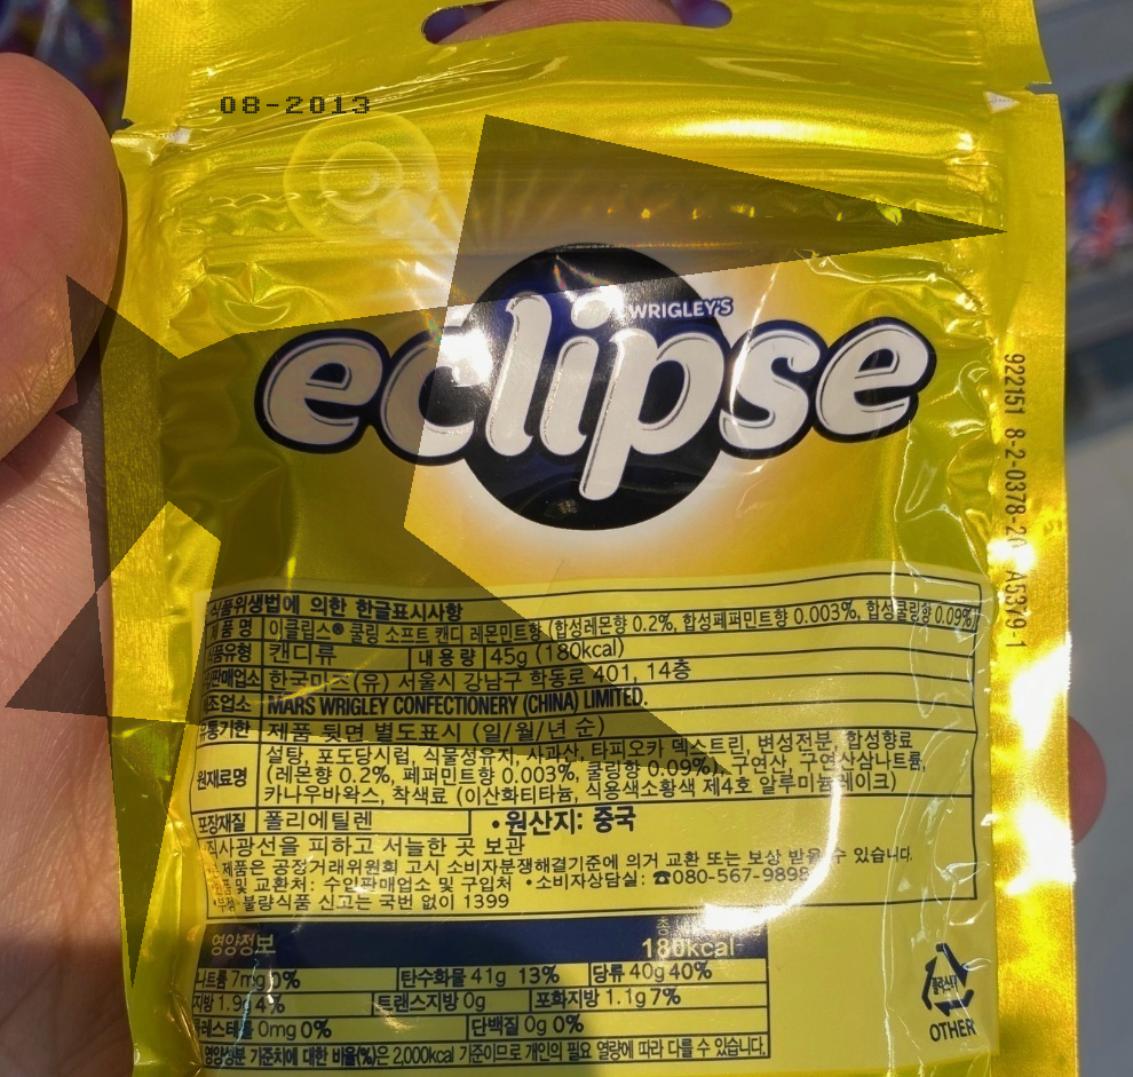 08-2013
WRIGLEY'S
eclipse
922151 8-2-0378-20 A5379-1
식품위생법에 의한 한글표시사항
제 품 명 이클립스® 쿨링 소프트 캔디 레몬민트향 (합성레몬향 0.2%, 합성페퍼민트향 0.003%, 합성쿨링향 0.09%)
식품유형 캔디류 내 용 량 45g (180kcal)
판매업소 한국마즈(유) 서울시 강남구 학동로 401, 14층
제조업소 MARS WRIGLEY CONFECTIONERY (CHINA) LIMITED.
유통기한 제품 뒷면 별도표시 (일/월/년 순)
원재료명 설탕, 포도당시럽, 식물성유지, 사과산, 타피오카 덱스트린, 변성전분, 합성향료
(레몬향 0.2%, 페퍼민트향 0.003%, 쿨링향 0.09%), 구연산, 구연산삼나트륨,
카나우바왁스, 착색료 (이산화티타늄, 식용색소황색 제4호 알루미늄레이크)
포장재질 폴리에틸렌 • 원산지: 중국
직사광선을 피하고 서늘한 곳 보관
제품은 공정거래위원회 고시 소비자분쟁해결기준에 의거 교환 또는 보상 받을 수 있습니다.
및 교환처: 수입판매업소 및 구입처 • 소비자상담실: ☎080-567-9898
불량식품 신고는 국번 없이 1399
영양정보 총
180kcal
나트륨 7mg 0% 탄수화물 41g 13% 당류 40g 40%
지방 1.9g 4% 트랜스지방 0g 포화지방 1.1g 7%
콜레스테롤 0mg 0% 단백질 0g 0%
영양성분 기준치에 대한 비율(%)은 2,000kcal 기준이므로 개인의 필요 열량에 따라 다를 수 있습니다.
OTHER